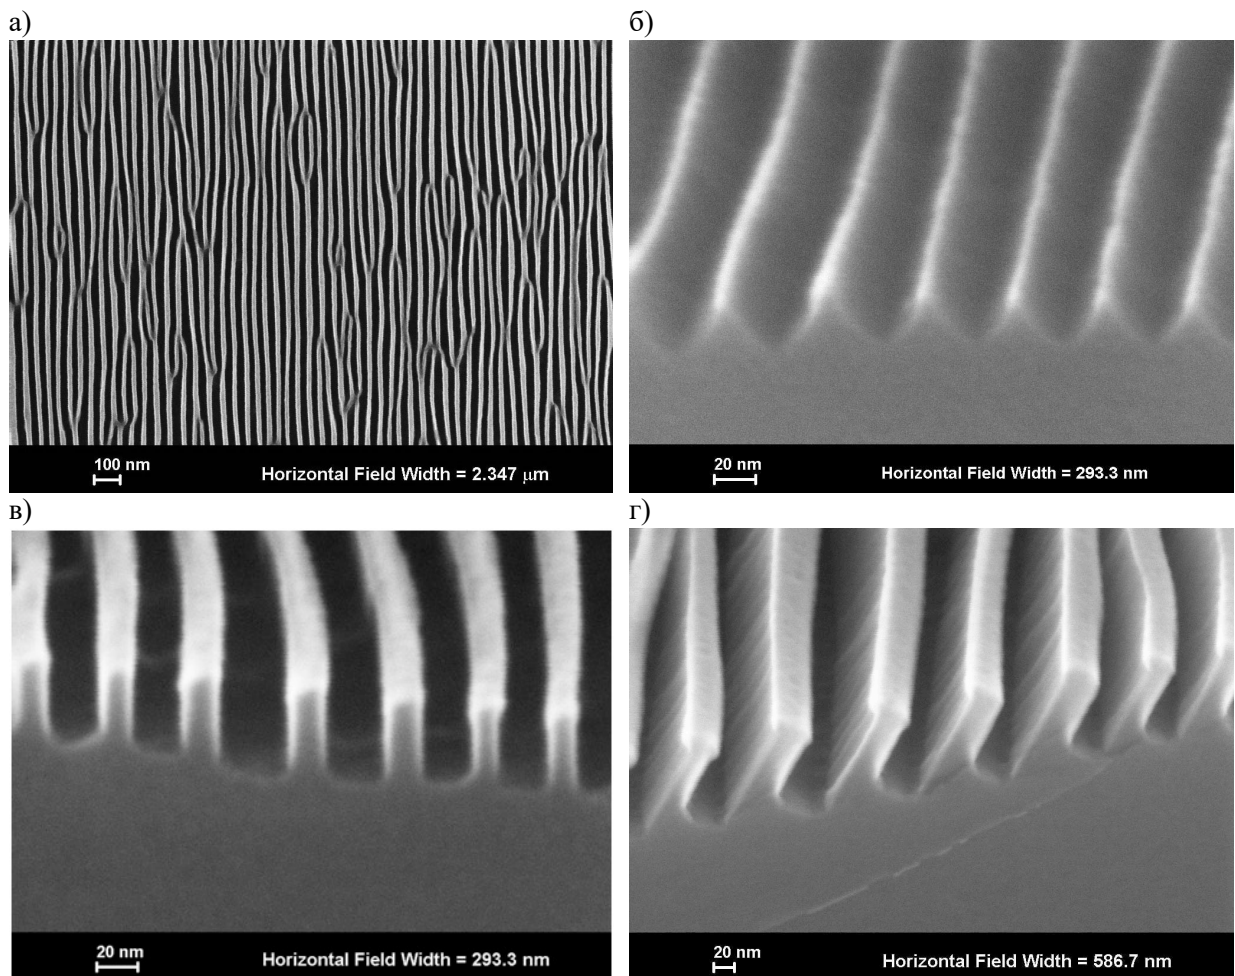 а)
б)
100 nm
Horizontal Field Width = 2.347 μm
20 nm
Horizontal Field Width = 293.3 nm
в)
г)
20 nm
Horizontal Field Width = 293.3 nm
20 nm
Horizontal Field Width = 586.7 nm